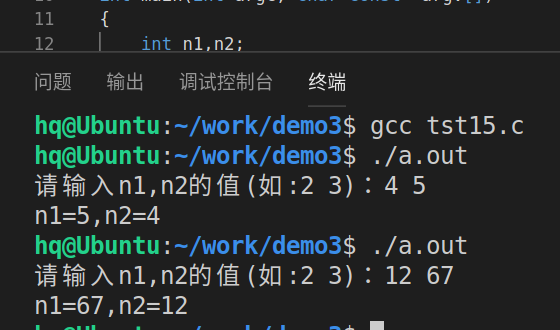 11 {
12 int n1,n2;
问题 输出 调试控制台 终端
hq@Ubuntu:~/work/demo3$ gcc tst15.c
hq@Ubuntu:~/work/demo3$ ./a.out
请输入n1,n2的值(如:2 3)：4 5
n1=5,n2=4
hq@Ubuntu:~/work/demo3$ ./a.out
请输入n1,n2的值(如:2 3)：12 67
n1=67,n2=12
hq@Ubuntu:~/work/demo3$